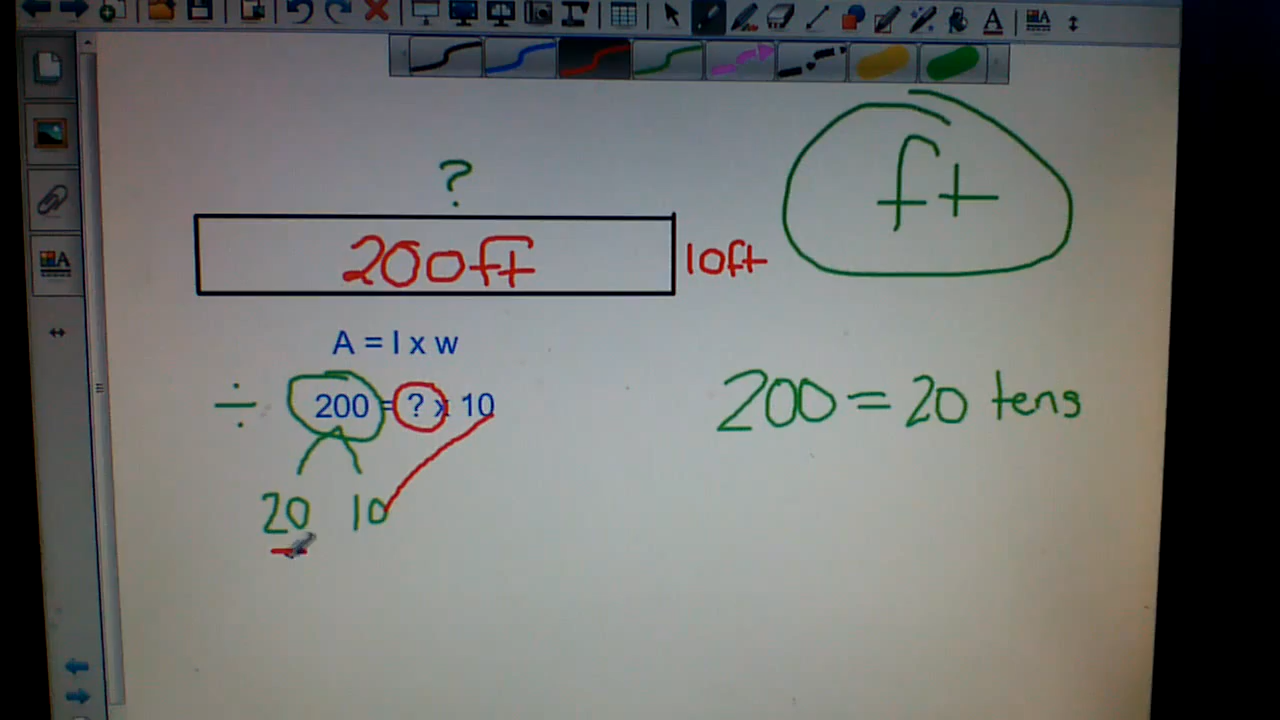 ft
?
200ft
10ft
A = l x w
÷ 200 = ? x 10
200 = 20 tens
20 10